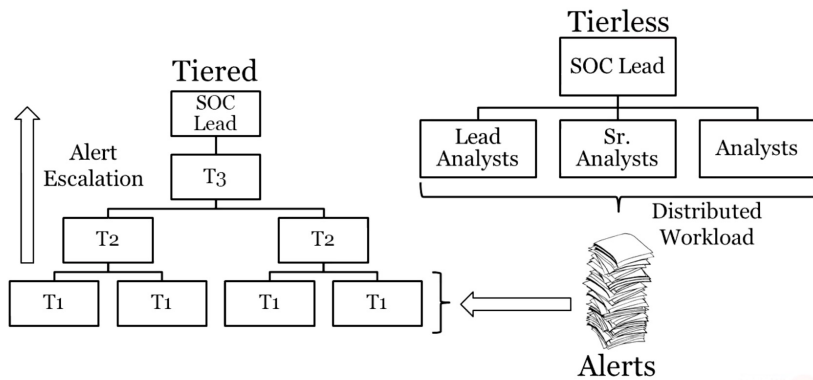 Tiered
SOC
Lead
Alert
Escalation
T3
T2
T2
T1
T1
T1
T1
Tierless
SOC Lead
Lead
Analysts
Sr.
Analysts
Analysts
Distributed
Workload
Alerts